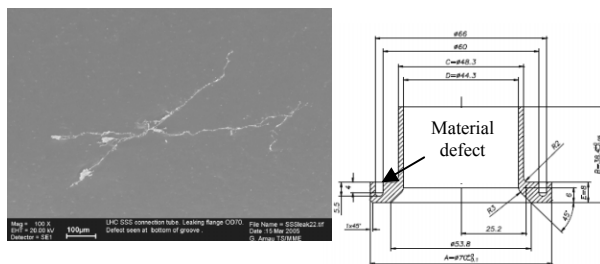 Mag = 100 X
EHT = 20.00 kV
Detector = SE1
100µm
LHC SSS connection tube. Leaking flange OD70.
Defect seen at bottom of groove .
File Name = SSSleak22.tif
Date :15 Mar 2005
G. Arnau TS/MME
ø66
ø60
C=ø48.3
D=ø44.3
Material
defect
R2
R3
4
5.5
6
E=8
45°
1x45°
25.2
ø53.8